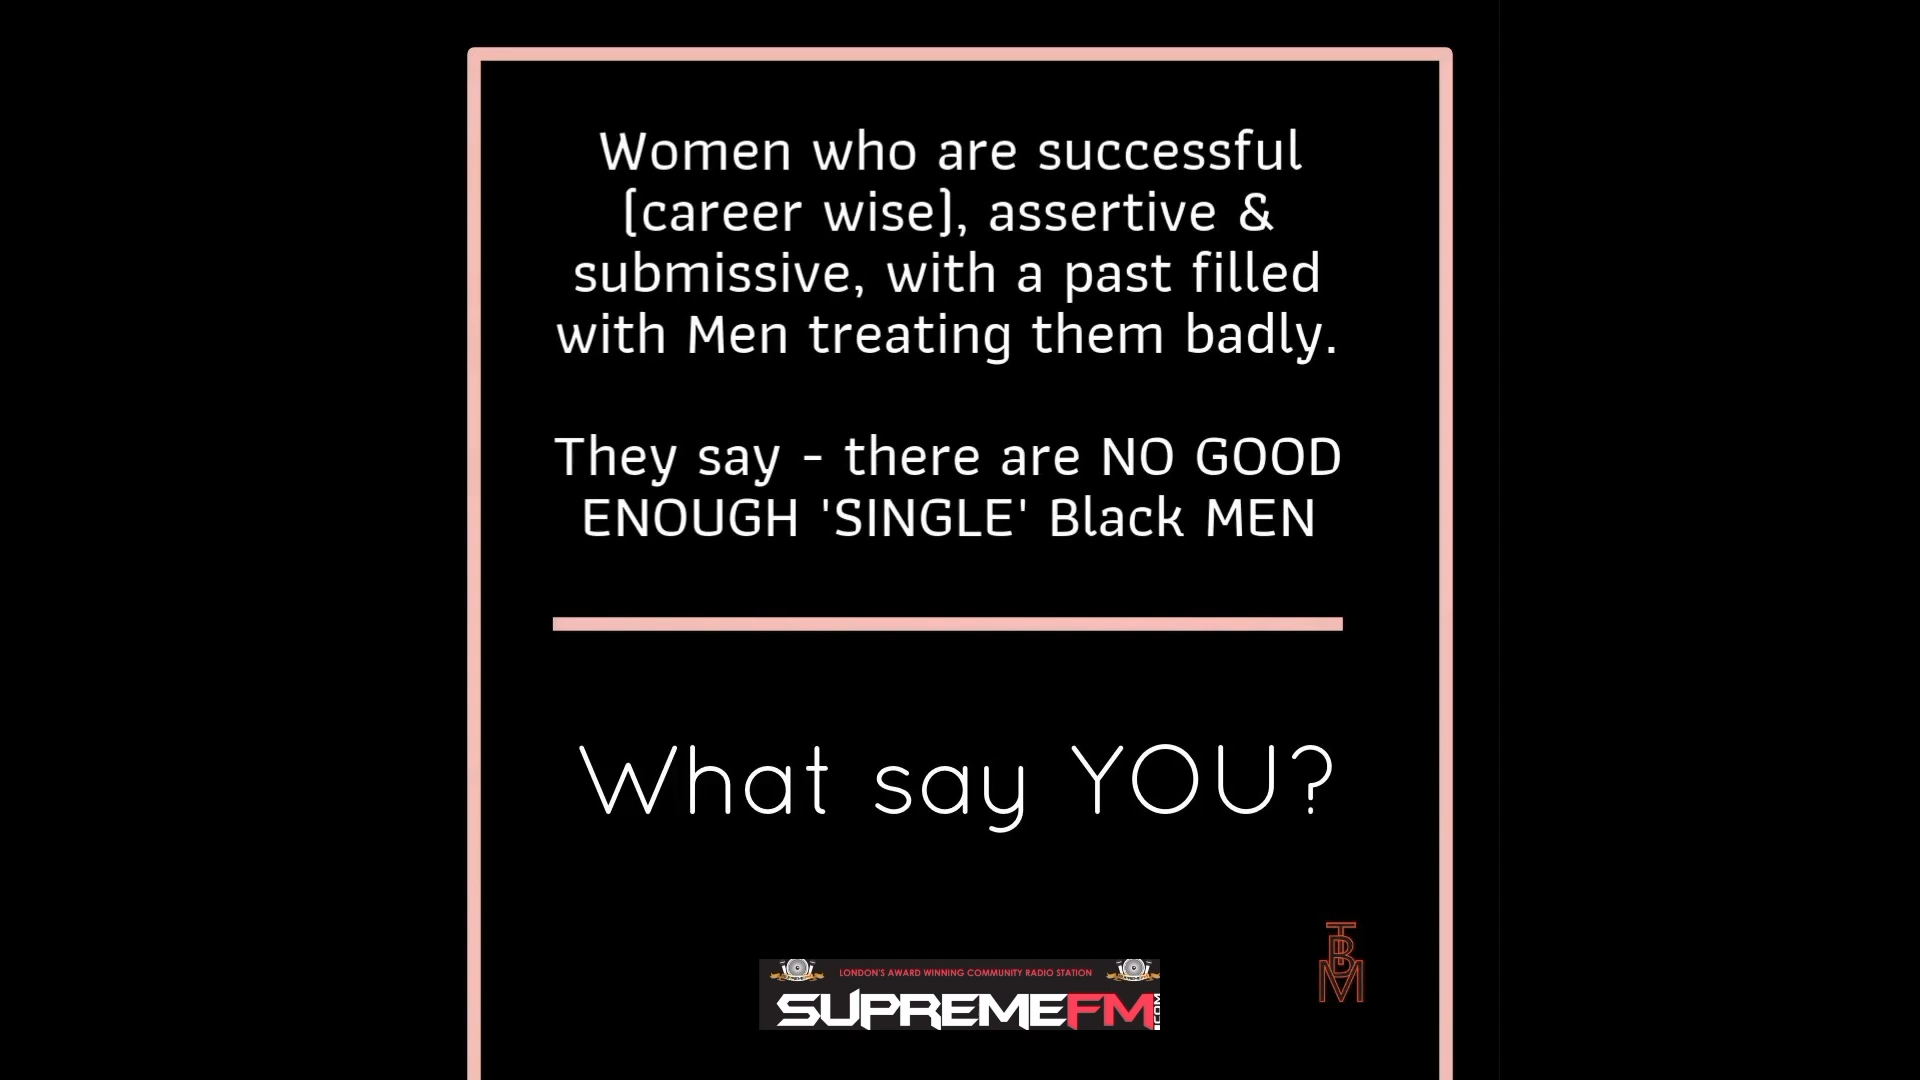 Women who are successful
(career wise), assertive &
submissive, with a past filled
with Men treating them badly.
They say - there are NO GOOD
ENOUGH 'SINGLE' Black MEN
What say YOU?
TBM
LONDON'S AWARD WINNING COMMUNITY RADIO STATION
SUPREMEFM.COM